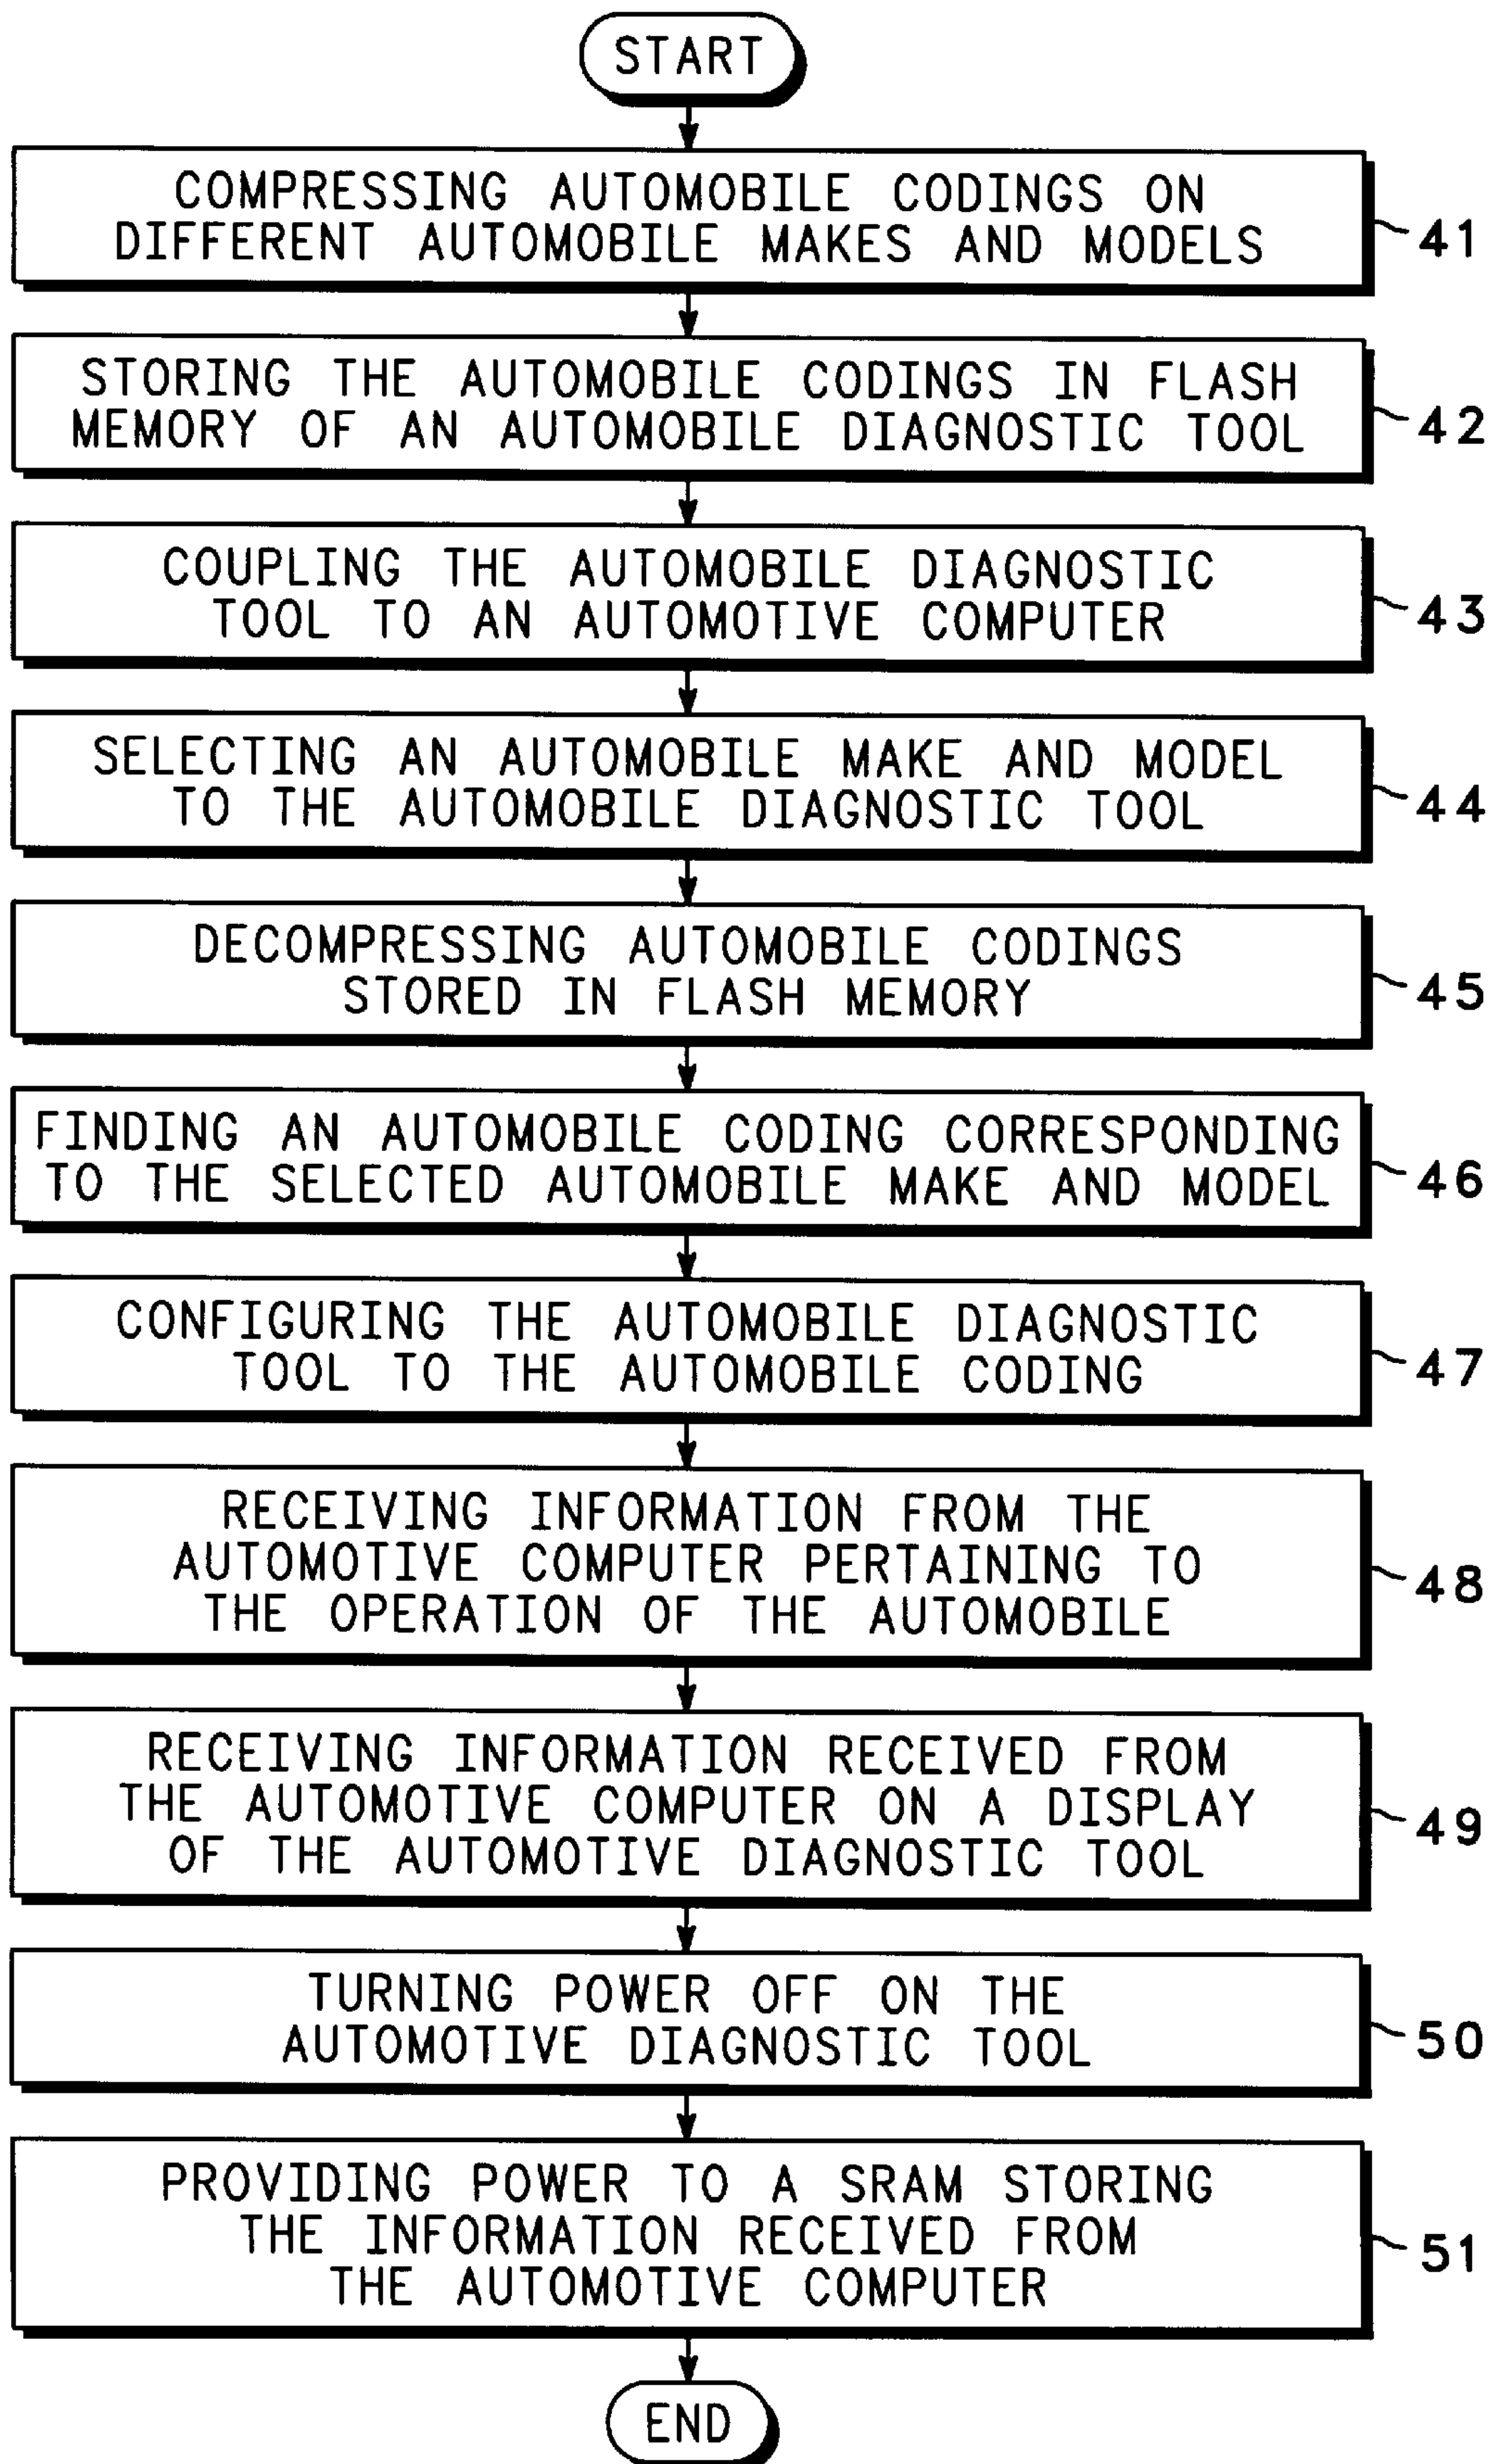 START
COMPRESSING AUTOMOBILE CODINGS ON
DIFFERENT AUTOMOBILE MAKES AND MODELS
41
STORING THE AUTOMOBILE CODINGS IN FLASH
MEMORY OF AN AUTOMOBILE DIAGNOSTIC TOOL
42
COUPLING THE AUTOMOBILE DIAGNOSTIC
TOOL TO AN AUTOMOTIVE COMPUTER
43
SELECTING AN AUTOMOBILE MAKE AND MODEL
TO THE AUTOMOBILE DIAGNOSTIC TOOL
44
DECOMPRESSING AUTOMOBILE CODINGS
STORED IN FLASH MEMORY
45
FINDING AN AUTOMOBILE CODING CORRESPONDING
TO THE SELECTED AUTOMOBILE MAKE AND MODEL
46
CONFIGURING THE AUTOMOBILE DIAGNOSTIC
TOOL TO THE AUTOMOBILE CODING
47
RECEIVING INFORMATION FROM THE
AUTOMOTIVE COMPUTER PERTAINING TO
THE OPERATION OF THE AUTOMOBILE
48
RECEIVING INFORMATION RECEIVED FROM
THE AUTOMOTIVE COMPUTER ON A DISPLAY
OF THE AUTOMOTIVE DIAGNOSTIC TOOL
49
TURNING POWER OFF ON THE
AUTOMOTIVE DIAGNOSTIC TOOL
50
PROVIDING POWER TO A SRAM STORING
THE INFORMATION RECEIVED FROM
THE AUTOMOTIVE COMPUTER
51
END